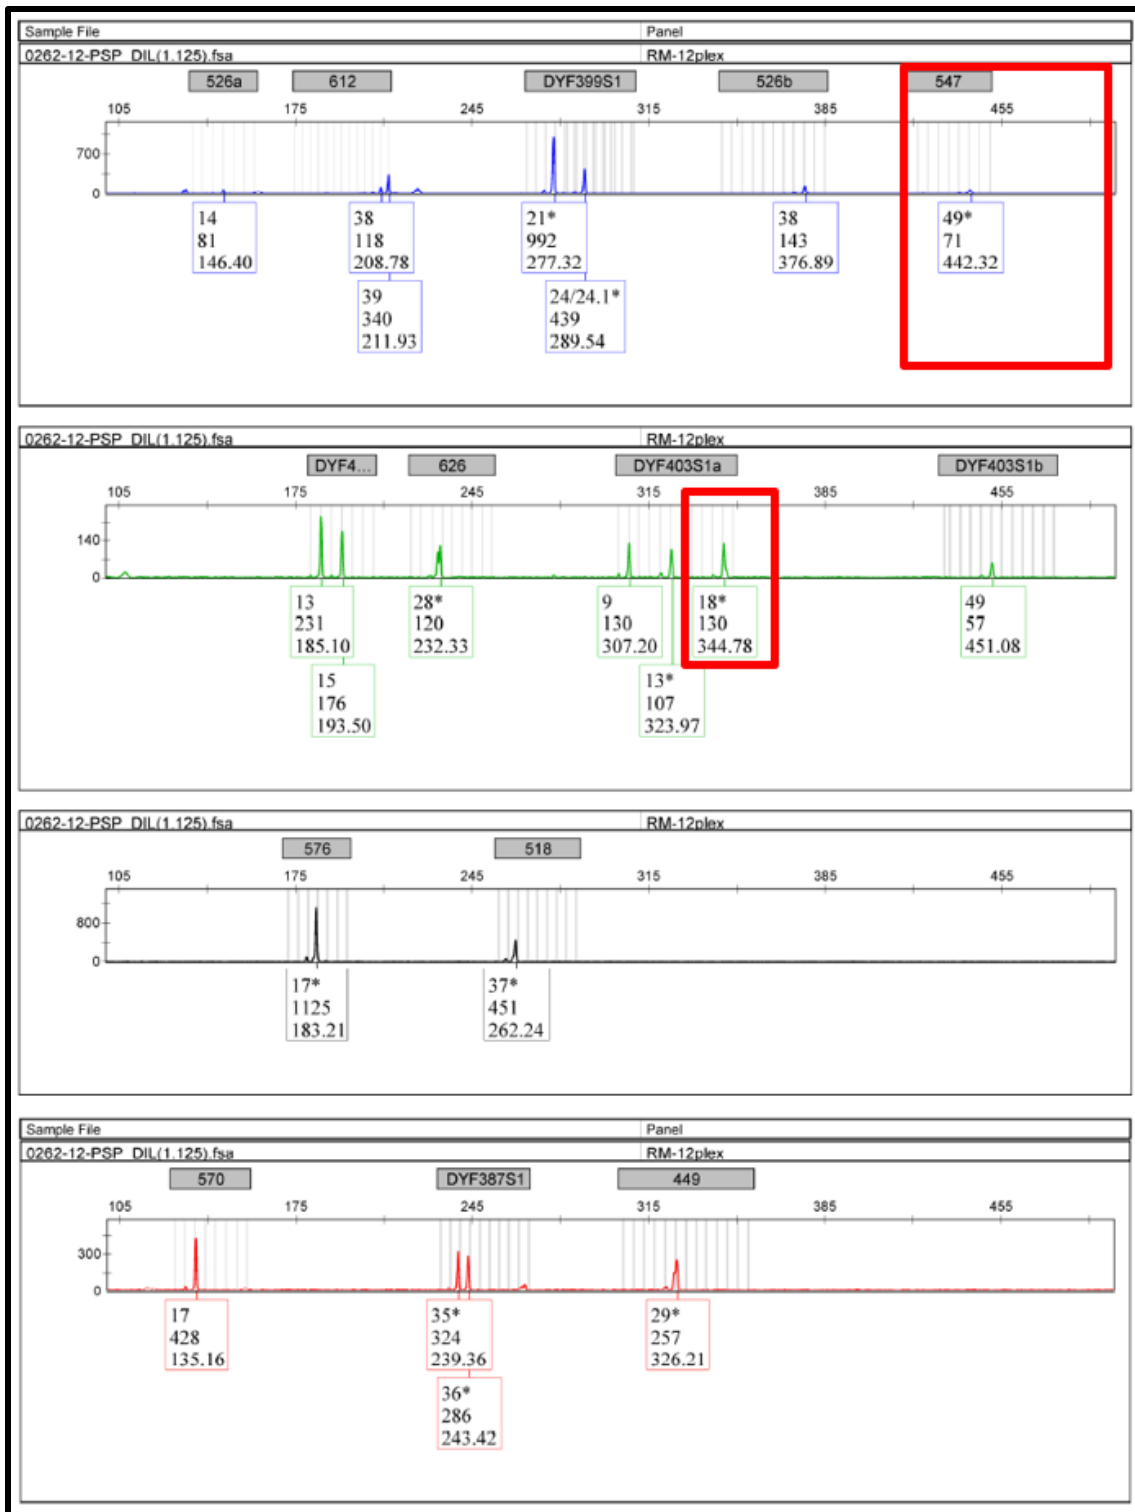 Sample File Panel
0262-12-PSP DIL(1.125).fsa RM-12plex
526a 612 DYF399S1 526b 547
105 175 245 315 385 455
700
0
14 38 21* 38 49*
81 118 992 143 71
146.40 208.78 277.32 376.89 442.32
39 24/24.1*
340 439
211.93 289.54
0262-12-PSP DIL(1.125).fsa RM-12plex
DYF4... 626 DYF403S1a DYF403S1b
105 175 245 315 385 455
140
0
13 28* 9 18* 49
231 120 130 130 57
185.10 232.33 307.20 344.78 451.08
15 13*
176 107
193.50 323.97
0262-12-PSP DIL(1.125).fsa RM-12plex
576 518
105 175 245 315 385 455
800
0
17* 37*
1125 451
183.21 262.24
Sample File Panel
0262-12-PSP DIL(1.125).fsa RM-12plex
570 DYF387S1 449
105 175 245 315 385 455
300
0
17 35* 29*
428 324 257
135.16 239.36 326.21
36*
286
243.42